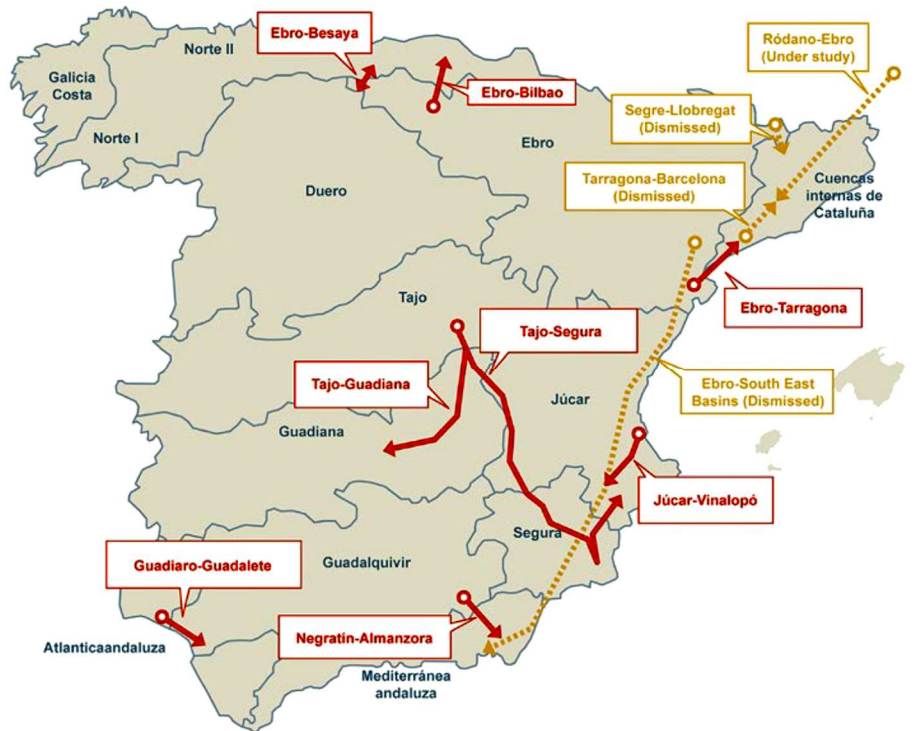 Ebro-Besaya
Norte II
Ródano-Ebro
(Under study)
Galicia
Costa
Ebro-Bilbao
Segre-Llobregat
(Dismissed)
Norte I
Ebro
Tarragona-Barcelona
(Dismissed)
Cuencas
internas de
Cataluña
Duero
Tajo
Ebro-Tarragona
Tajo-Segura
Tajo-Guadiana
Júcar
Ebro-South East
Basins (Dismissed)
Guadiana
Júcar-Vinalopó
Segura
Guadiaro-Guadalete
Guadalquivir
Negratín-Almanzora
Atlanticaandaluza
Mediterránea
andaluza